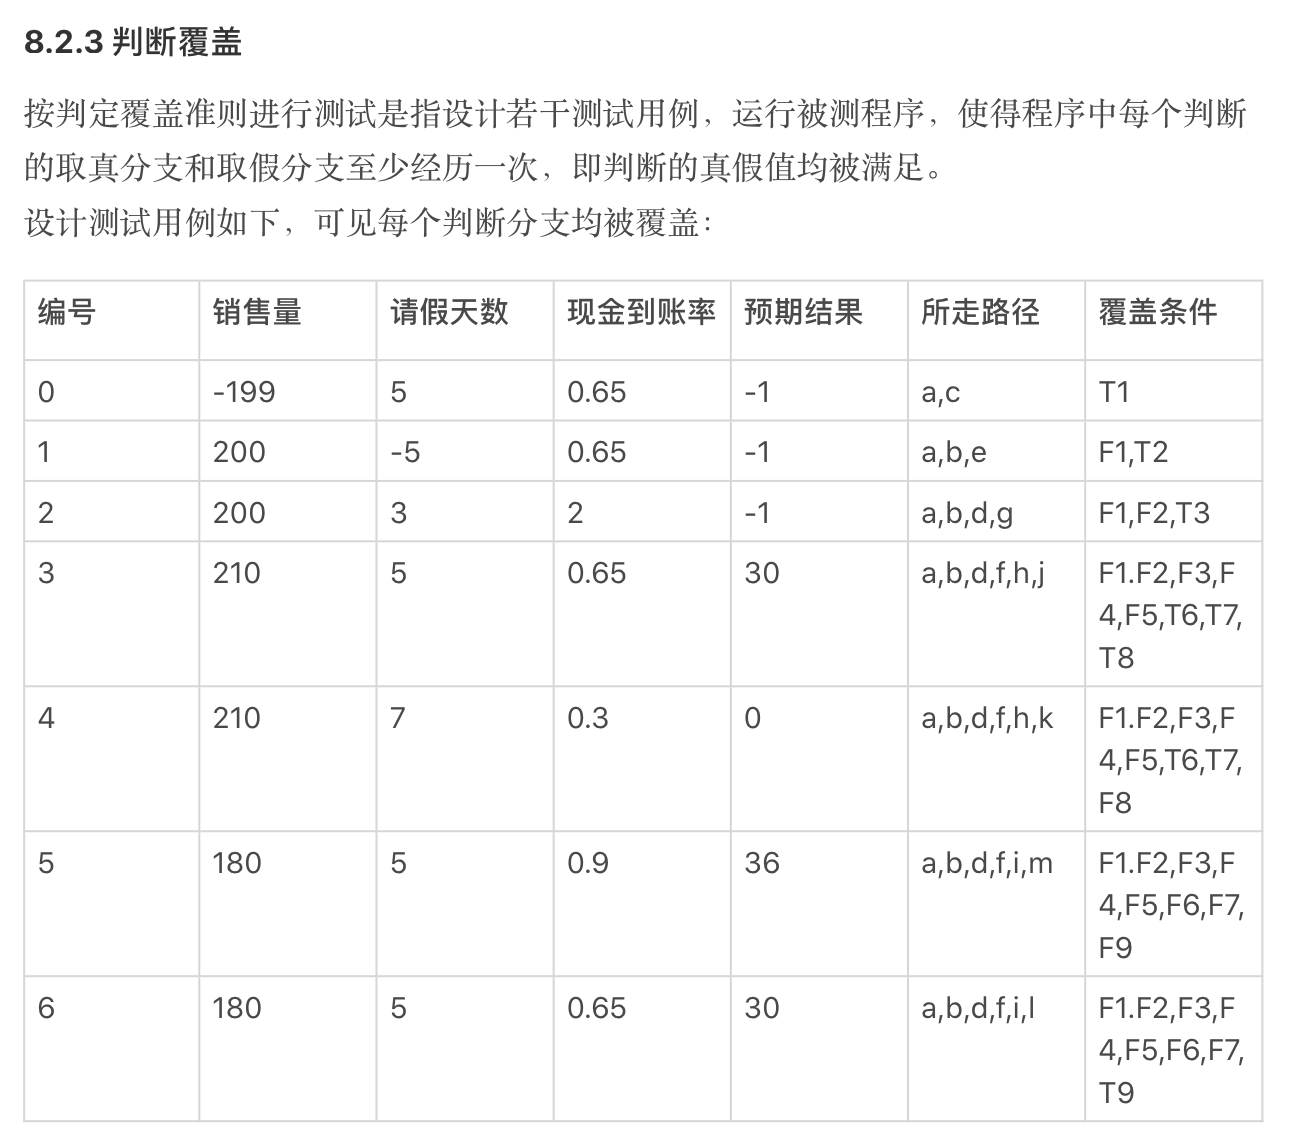 8.2.3 判断覆盖
按判定覆盖准则进行测试是指设计若干测试用例，运行被测程序，使得程序中每个判断
的取真分支和取假分支至少经历一次，即判断的真假值均被满足。
设计测试用例如下，可见每个判断分支均被覆盖：
编号 销售量 请假天数 现金到账率 预期结果 所走路径 覆盖条件
0 -199 5 0.65 -1 a,c T1
1 200 -5 0.65 -1 a,b,e F1,T2
2 200 3 2 -1 a,b,d,g F1,F2,T3
3 210 5 0.65 30 a,b,d,f,h,j F1.F2,F3,F
4,F5,T6,T7,
T8
4 210 7 0.3 0 a,b,d,f,h,k F1.F2,F3,F
4,F5,T6,T7,
F8
5 180 5 0.9 36 a,b,d,f,i,m F1.F2,F3,F
4,F5,F6,F7,
F9
6 180 5 0.65 30 a,b,d,f,i,l F1.F2,F3,F
4,F5,F6,F7,
T9